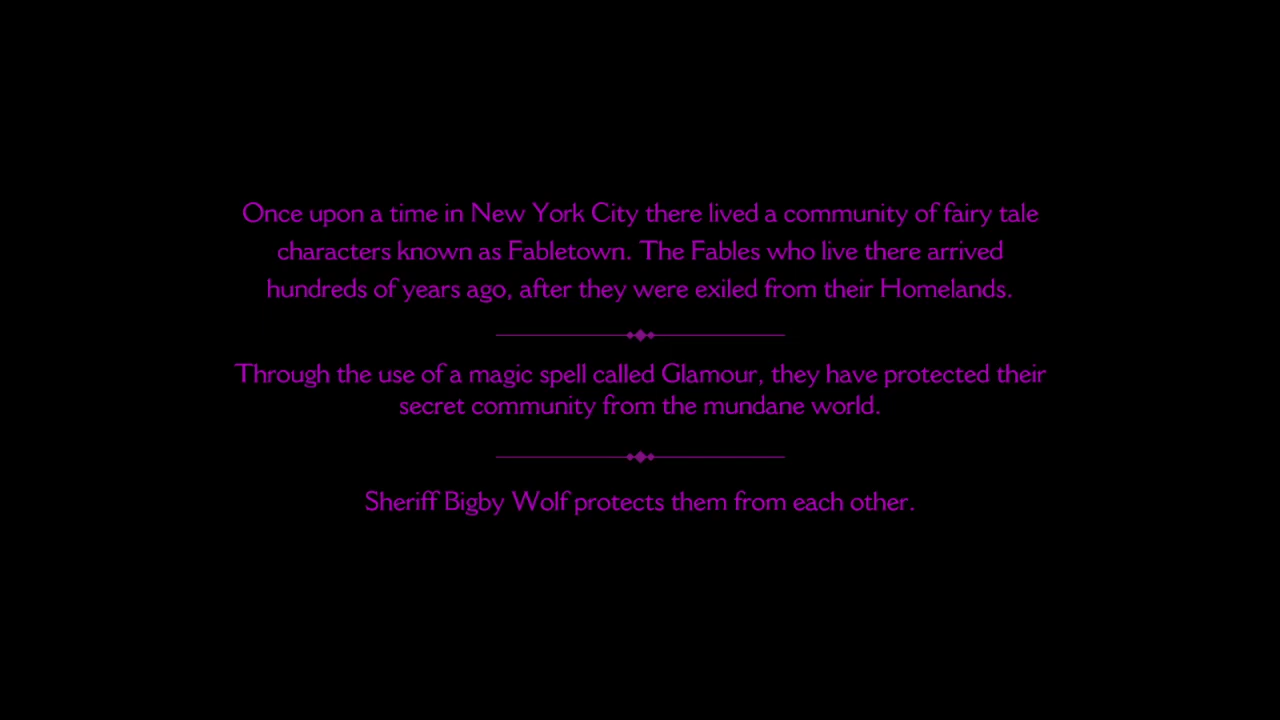 Once upon a time in New York City there lived a community of fairy tale
characters known as Fabletown. The Fables who live there arrived
hundreds of years ago, after they were exiled from their Homelands.
Through the use of a magic spell called Glamour, they have protected their
secret community from the mundane world.
Sheriff Bigby Wolf protects them from each other.